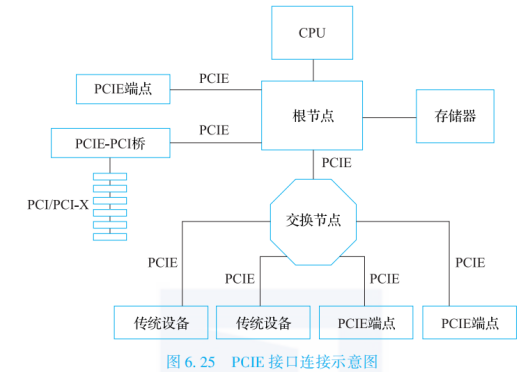 CPU
PCIE端点
PCIE
根节点
存储器
PCIE
PCIE-PCI桥
PCIE
PCI/PCI-X
交换节点
PCIE
PCIE
PCIE
PCIE
传统设备
传统设备
PCIE端点
PCIE端点
图 6. 25 PCIE 接口连接示意图